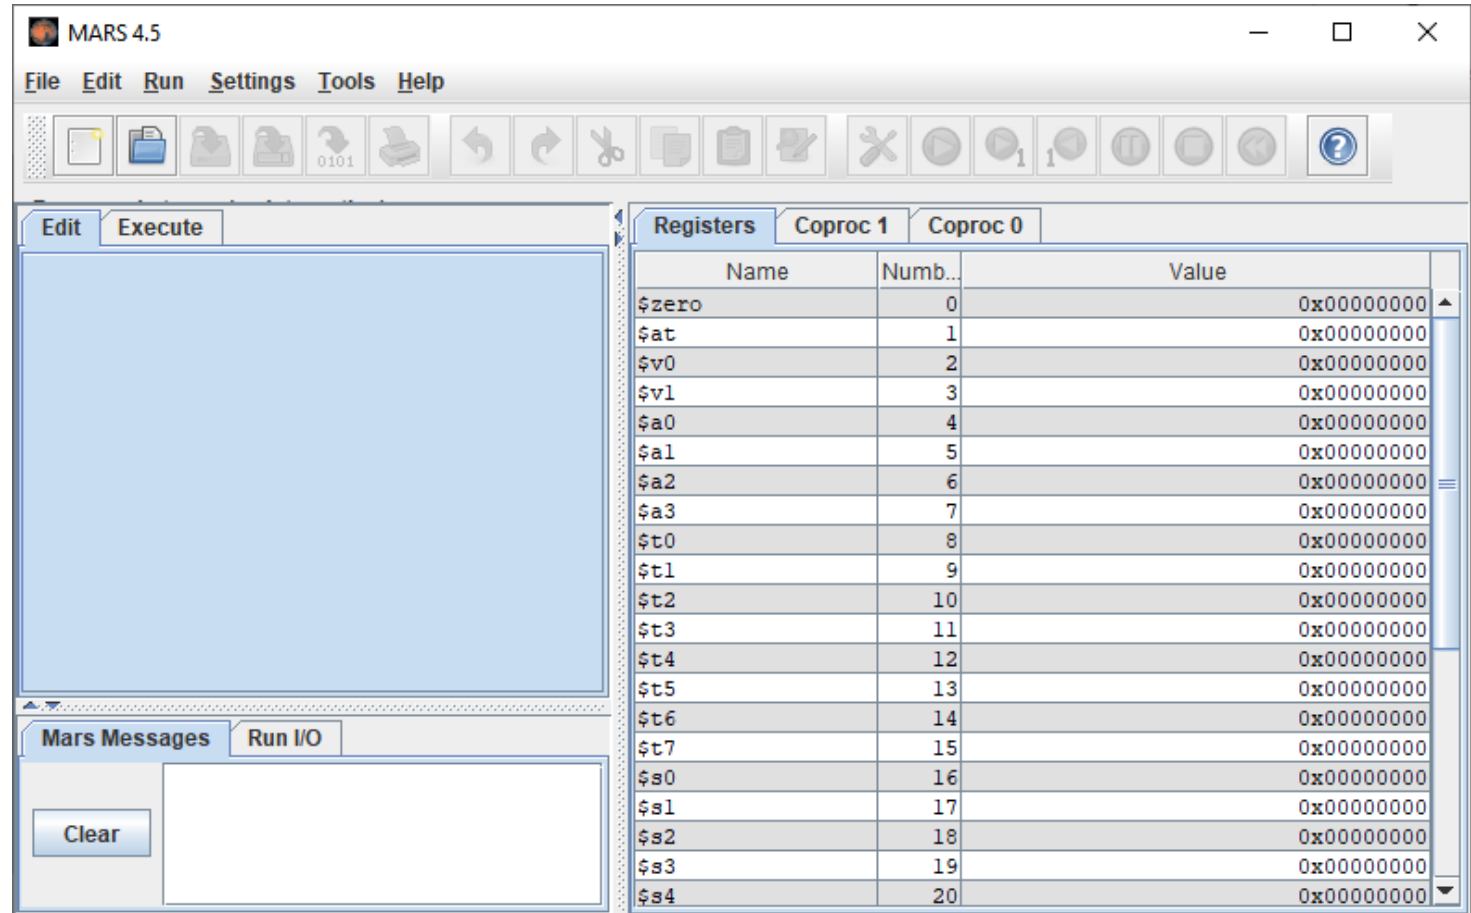 MARS 4.5
File Edit Run Settings Tools Help
0101 1 1
Edit Execute
Registers Coproc 1 Coproc 0
Name Numb... Value
$zero 0 0x00000000
$at 1 0x00000000
$v0 2 0x00000000
$v1 3 0x00000000
$a0 4 0x00000000
$a1 5 0x00000000
$a2 6 0x00000000
$a3 7 0x00000000
$t0 8 0x00000000
$t1 9 0x00000000
$t2 10 0x00000000
$t3 11 0x00000000
$t4 12 0x00000000
$t5 13 0x00000000
$t6 14 0x00000000
$t7 15 0x00000000
$s0 16 0x00000000
$s1 17 0x00000000
$s2 18 0x00000000
$s3 19 0x00000000
$s4 20 0x00000000
Mars Messages Run I/O
Clear